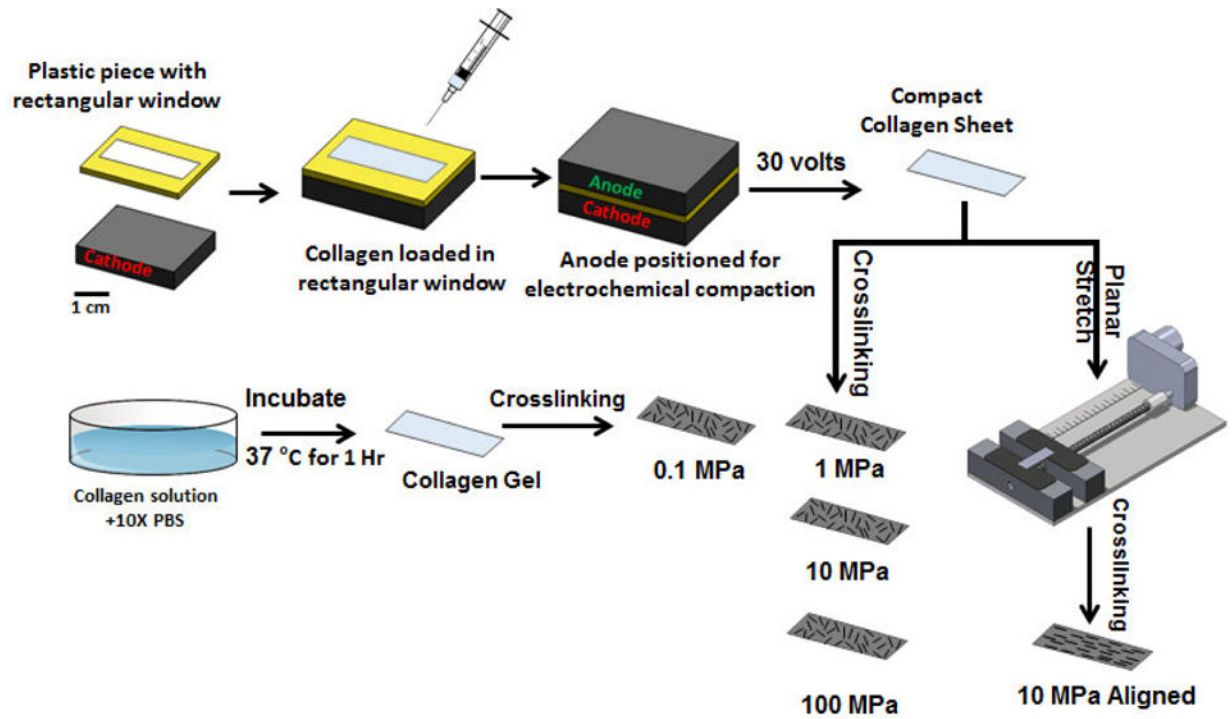 Plastic piece with
rectangular window
Cathode
1 cm
Collagen loaded in
rectangular window
Anode
Cathode
Anode positioned for
electrochemical compaction
30 volts
Compact
Collagen Sheet
Crosslinking
Planar
Stretch
Collagen solution
+10X PBS
Incubate
37 °C for 1 Hr
Collagen Gel
Crosslinking
0.1 MPa
1 MPa
10 MPa
100 MPa
Crosslinking
10 MPa Aligned